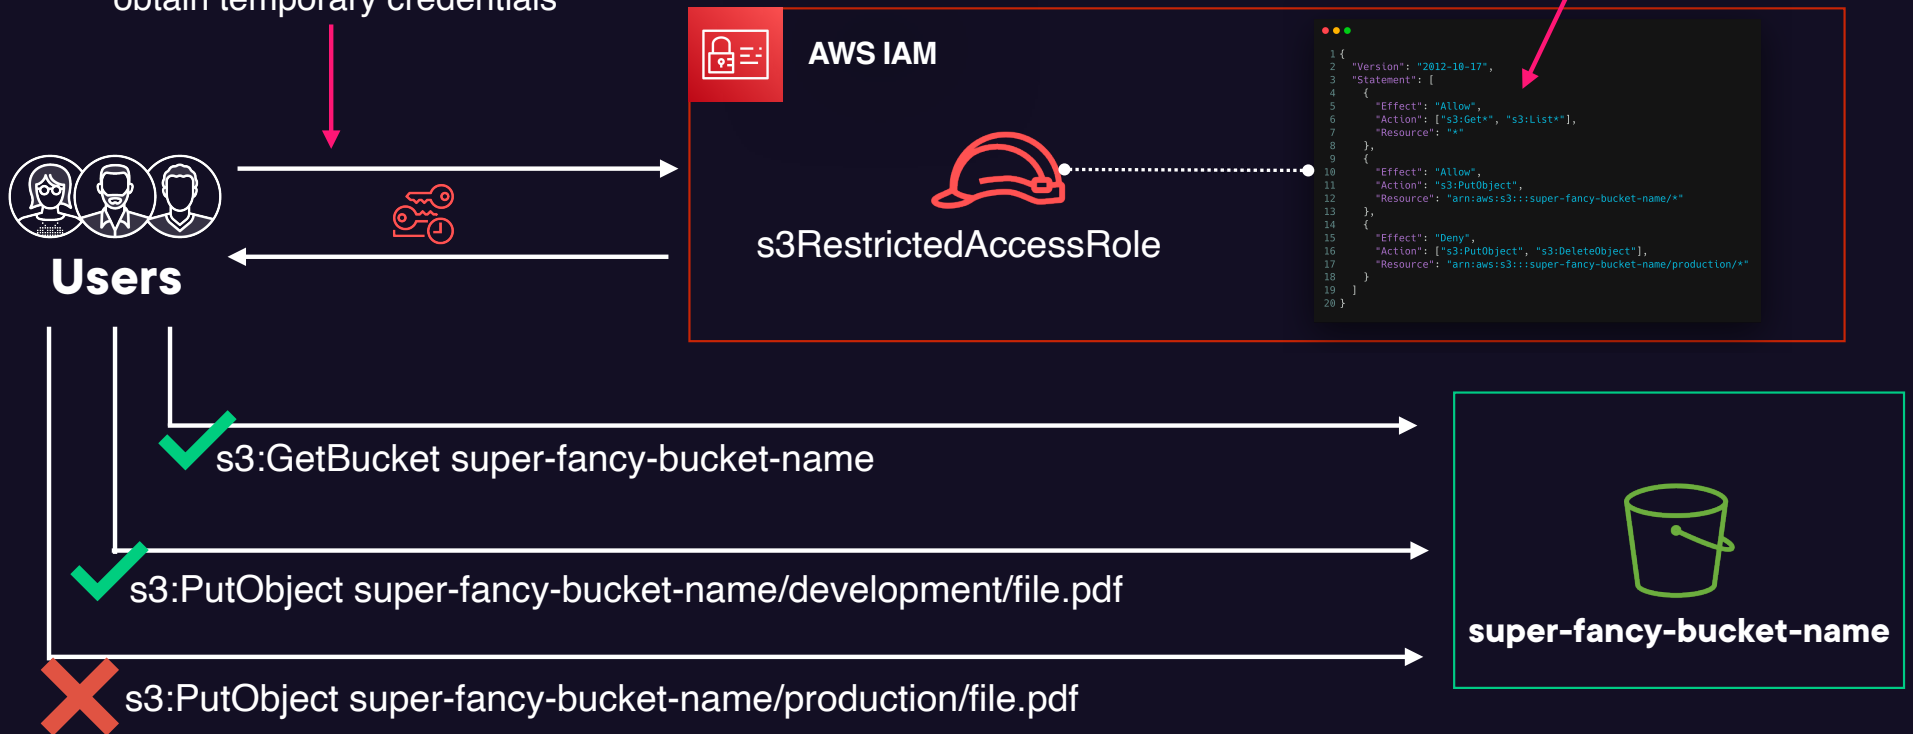 obtain temporary credentials
AWS IAM
1 {
2 "Version": "2012-10-17",
3 "Statement": [
4 {
5 "Effect": "Allow",
6 "Action": ["s3:Get*", "s3:List*"],
7 "Resource": "*"
8 },
9 {
10 "Effect": "Allow",
11 "Action": "s3:PutObject",
12 "Resource": "arn:aws:s3:::super-fancy-bucket-name/*"
13 },
14 {
15 "Effect": "Deny",
16 "Action": ["s3:PutObject", "s3:DeleteObject"],
17 "Resource": "arn:aws:s3:::super-fancy-bucket-name/production/*"
18 }
19 ]
20 }
s3RestrictedAccessRole
Users
s3:GetBucket super-fancy-bucket-name
s3:PutObject super-fancy-bucket-name/development/file.pdf
super-fancy-bucket-name
s3:PutObject super-fancy-bucket-name/production/file.pdf